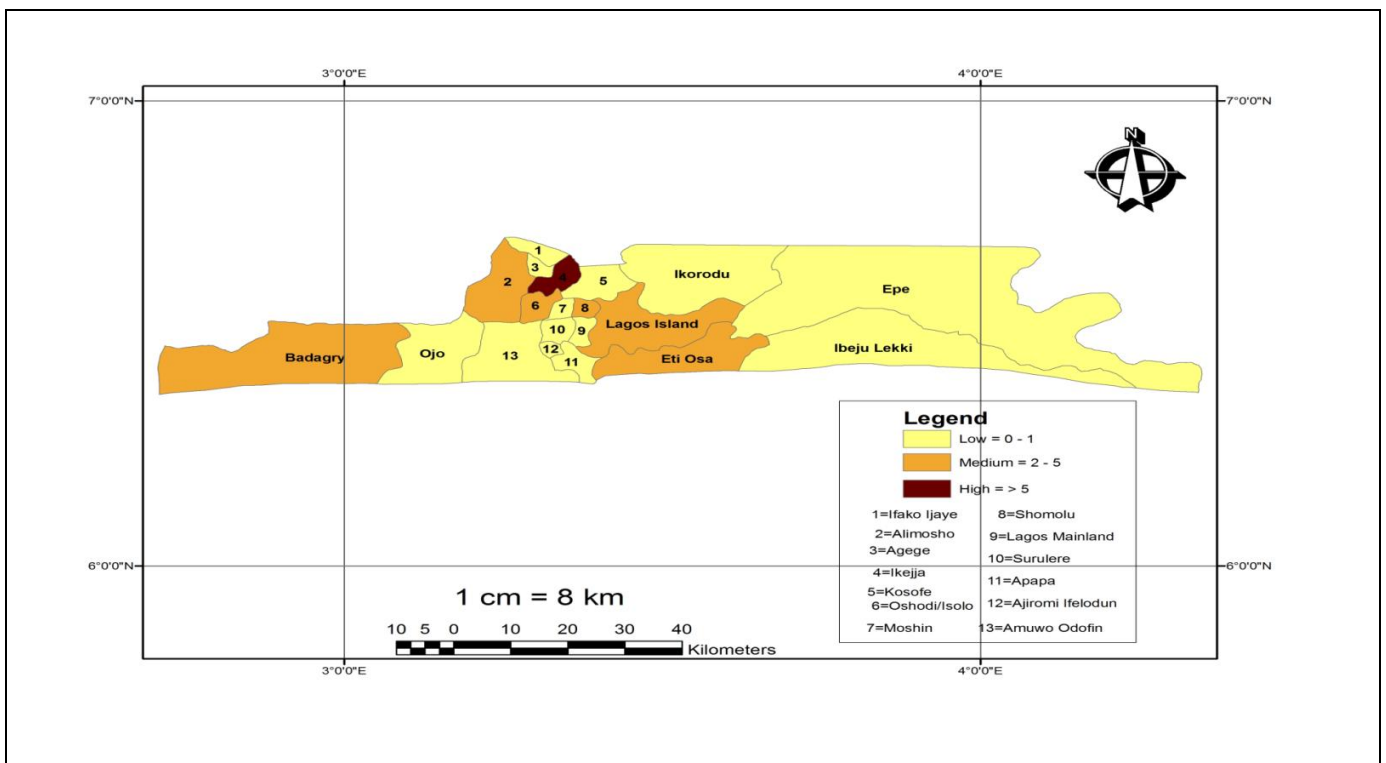 3°0'0"E
4°0'0"E
7°0'0"N
7°0'0"N
N
1
3
4
2
5
Ikorodu
Epe
6
7
8
Lagos Island
10
9
Badagry
Ojo
13
12
11
Eti Osa
Ibeju Lekki
Legend
Low = 0 - 1
Medium = 2 - 5
High = > 5
1=Ifako Ijaye
8=Shomolu
2=Alimosho
9=Lagos Mainland
3=Agege
10=Surulere
4=Ikejja
11=Apapa
5=Kosofe
6=Oshodi/Isolo
12=Ajiromi Ifelodun
7=Moshin
13=Amuwo Odofin
6°0'0"N
6°0'0"N
1 cm = 8 km
10 5 0 10 20 30 40
Kilometers
3°0'0"E
4°0'0"E